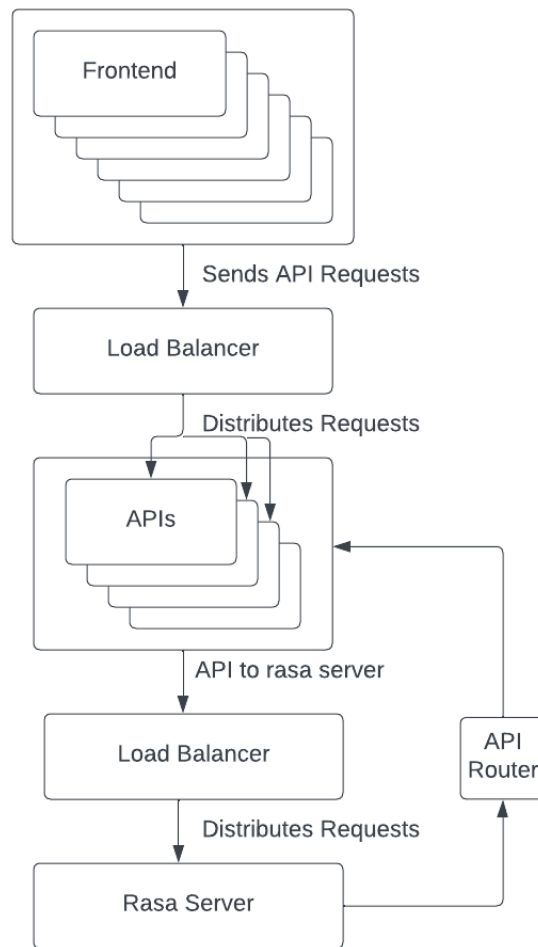 Frontend
Sends API Requests
Load Balancer
Distributes Requests
APIs
API to rasa server
Load Balancer
API
Router
Distributes Requests
Rasa Server